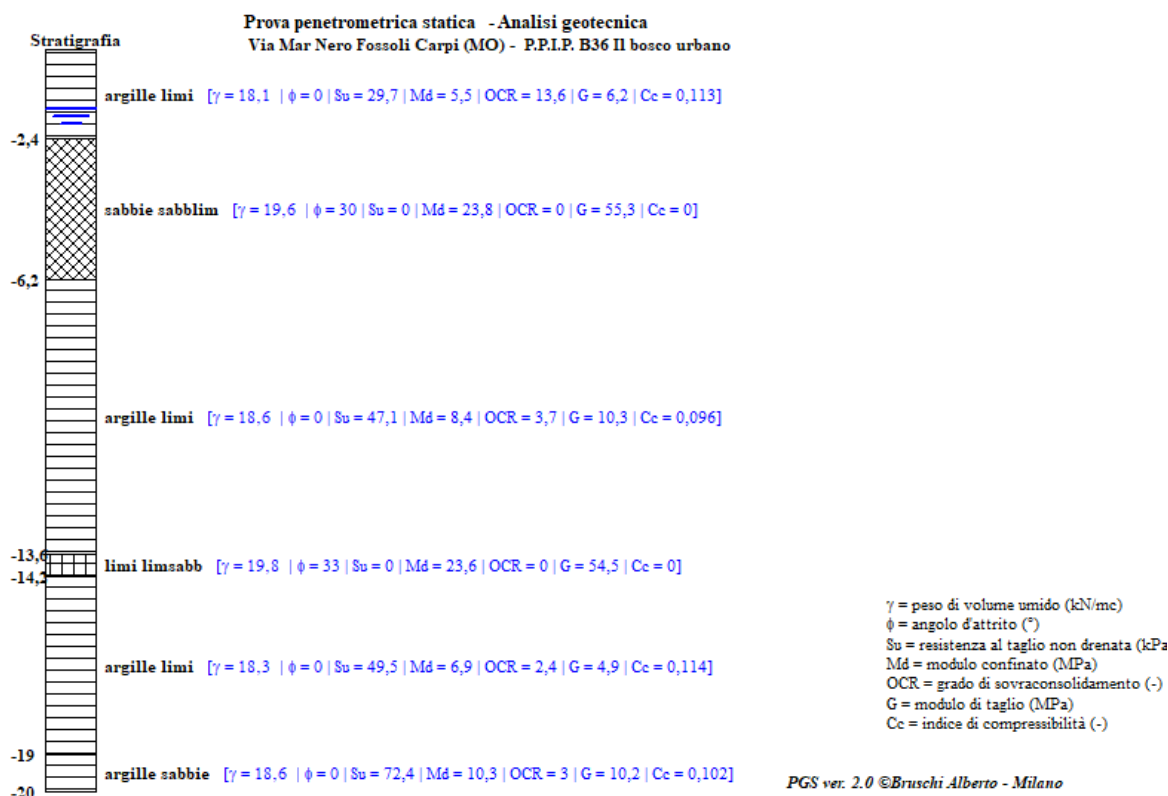 Prova penetrometrica statica - Analisi geotecnica
Stratigrafia
Via Mar Nero Fossoli Carpi (MO) - P.P.I.P. B36 Il bosco urbano
argille limi [γ = 18,1 | ϕ = 0 | Su = 29,7 | Md = 5,5 | OCR = 13,6 | G = 6,2 | Cc = 0,113]
-2,4
sabbie sabblim [γ = 19,6 | ϕ = 30 | Su = 0 | Md = 23,8 | OCR = 0 | G = 55,3 | Cc = 0]
-6,2
argille limi [γ = 18,6 | ϕ = 0 | Su = 47,1 | Md = 8,4 | OCR = 3,7 | G = 10,3 | Cc = 0,096]
-13,6
limi limsabb [γ = 19,8 | ϕ = 33 | Su = 0 | Md = 23,6 | OCR = 0 | G = 54,5 | Cc = 0]
-14,2
argille limi [γ = 18,3 | ϕ = 0 | Su = 49,5 | Md = 6,9 | OCR = 2,4 | G = 4,9 | Cc = 0,114]
-19
argille sabbie [γ = 18,6 | ϕ = 0 | Su = 72,4 | Md = 10,3 | OCR = 3 | G = 10,2 | Cc = 0,102]
-20
γ = peso di volume umido (kN/mc)
ϕ = angolo d'attrito (°)
Su = resistenza al taglio non drenata (kPa
Md = modulo confinato (MPa)
OCR = grado di sovraconsolidamento (-)
G = modulo di taglio (MPa)
Cc = indice di compressibilità (-)
PGS ver. 2.0 ©Bruschi Alberto - Milano